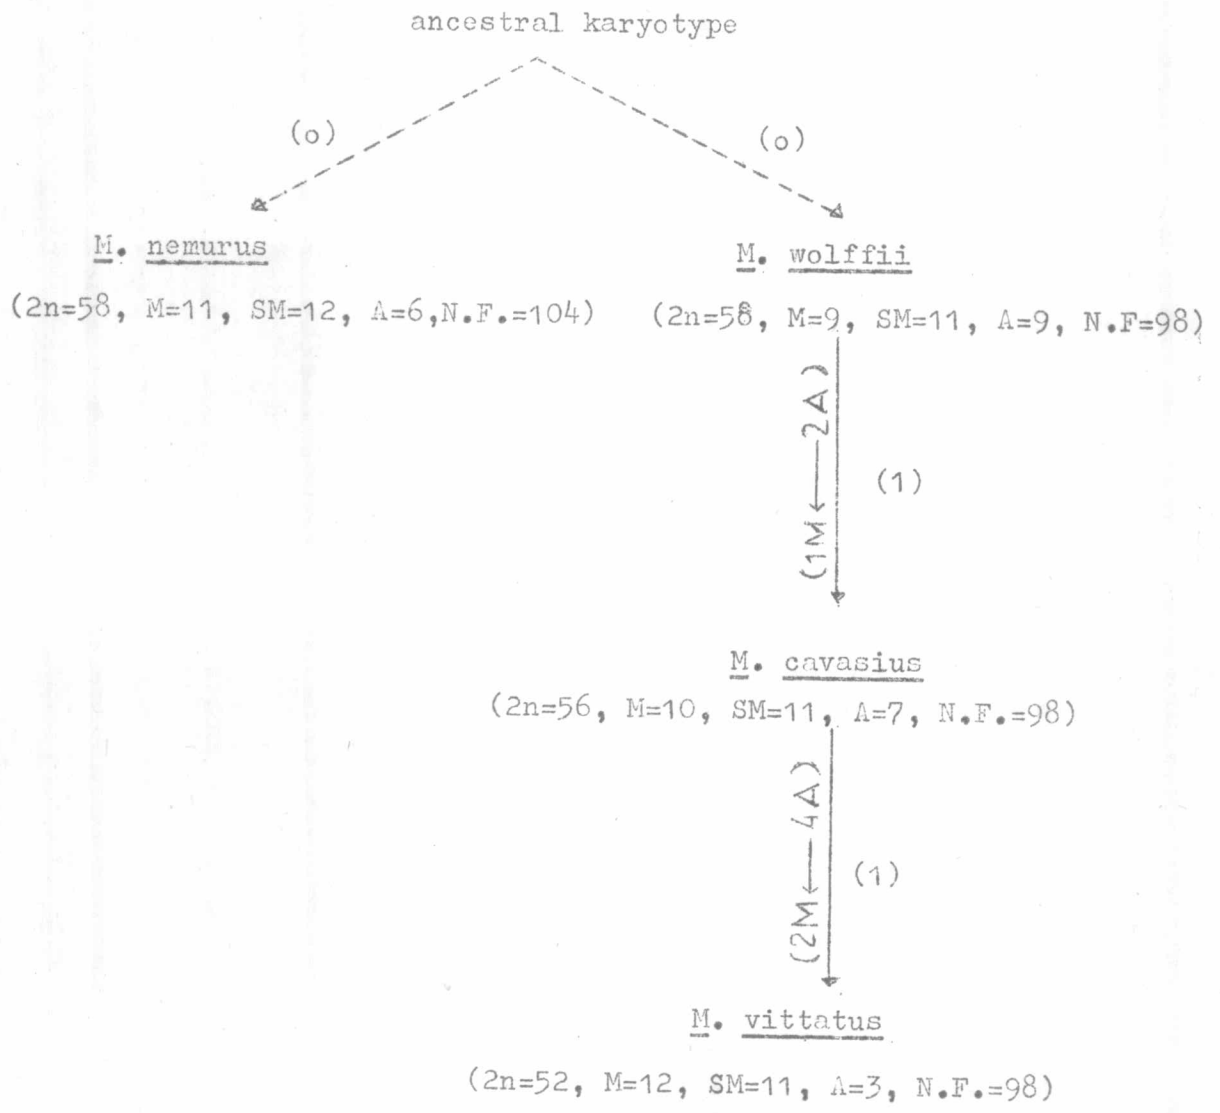 ancestral karyotype
(o)
(o)
M. nemurus
M. wolffii
(2n=58, M=11, SM=12, A=6,N.F.=104)
(2n=58, M=9, SM=11, A=9, N.F=98)
(1M ← 2A)
(1)
M. cavasius
(2n=56, M=10, SM=11, A=7, N.F.=98)
(2M ← 4A)
(1)
M. vittatus
(2n=52, M=12, SM=11, A=3, N.F.=98)